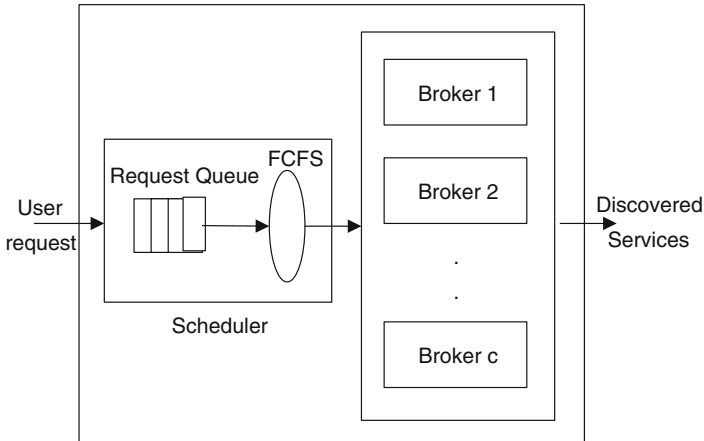 User
request
Request Queue
FCFS
Scheduler
Broker 1
Broker 2
.
.
Broker c
Discovered
Services